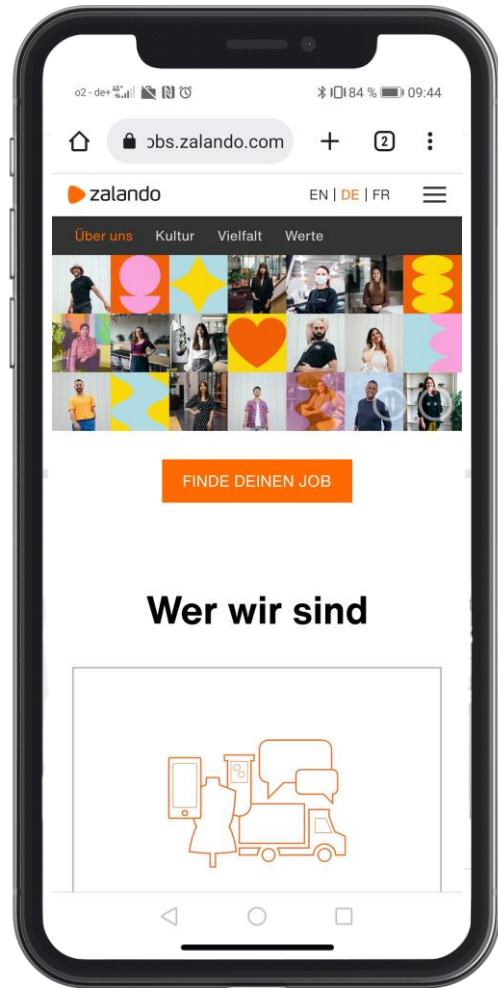 o2 - de+ 84 % 09:44
obs.zalando.com 2
zalando EN | DE | FR
Über uns Kultur Vielfalt Werte
FINDE DEINEN JOB
Wer wir sind